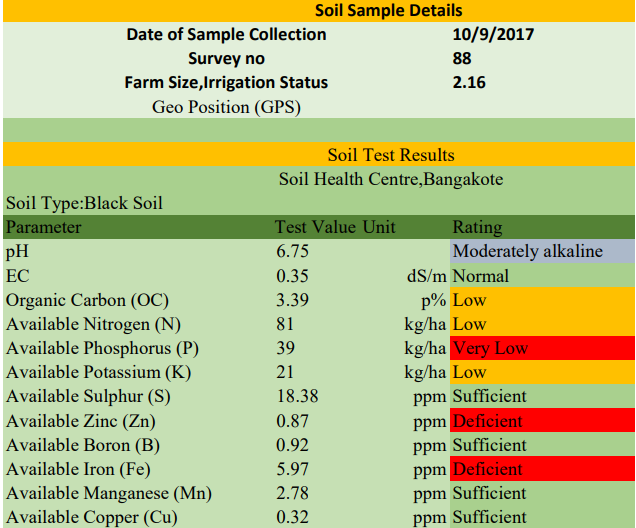 Soil Sample Details
Date of Sample Collection 10/9/2017
Survey no 88
Farm Size,Irrigation Status 2.16
Geo Position (GPS)
Soil Test Results
Soil Health Centre,Bangakote
Soil Type:Black Soil
Parameter Test Value Unit Rating
pH 6.75 Moderately alkaline
EC 0.35 dS/m Normal
Organic Carbon (OC) 3.39 p% Low
Available Nitrogen (N) 81 kg/ha Low
Available Phosphorus (P) 39 kg/ha Very Low
Available Potassium (K) 21 kg/ha Low
Available Sulphur (S) 18.38 ppm Sufficient
Available Zinc (Zn) 0.87 ppm Deficient
Available Boron (B) 0.92 ppm Sufficient
Available Iron (Fe) 5.97 ppm Deficient
Available Manganese (Mn) 2.78 ppm Sufficient
Available Copper (Cu) 0.32 ppm Sufficient